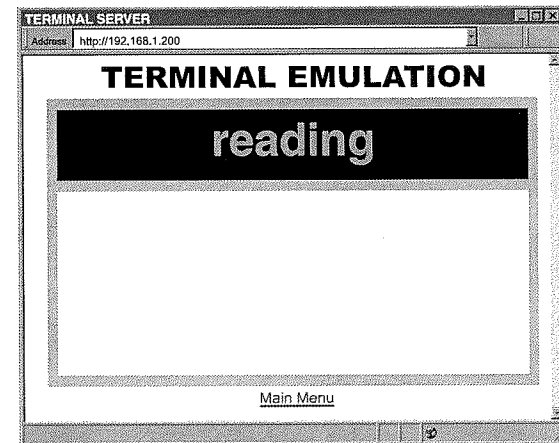 TERMINAL SERVER
Address http://192.168.1.200
TERMINAL EMULATION
reading
Main Menu